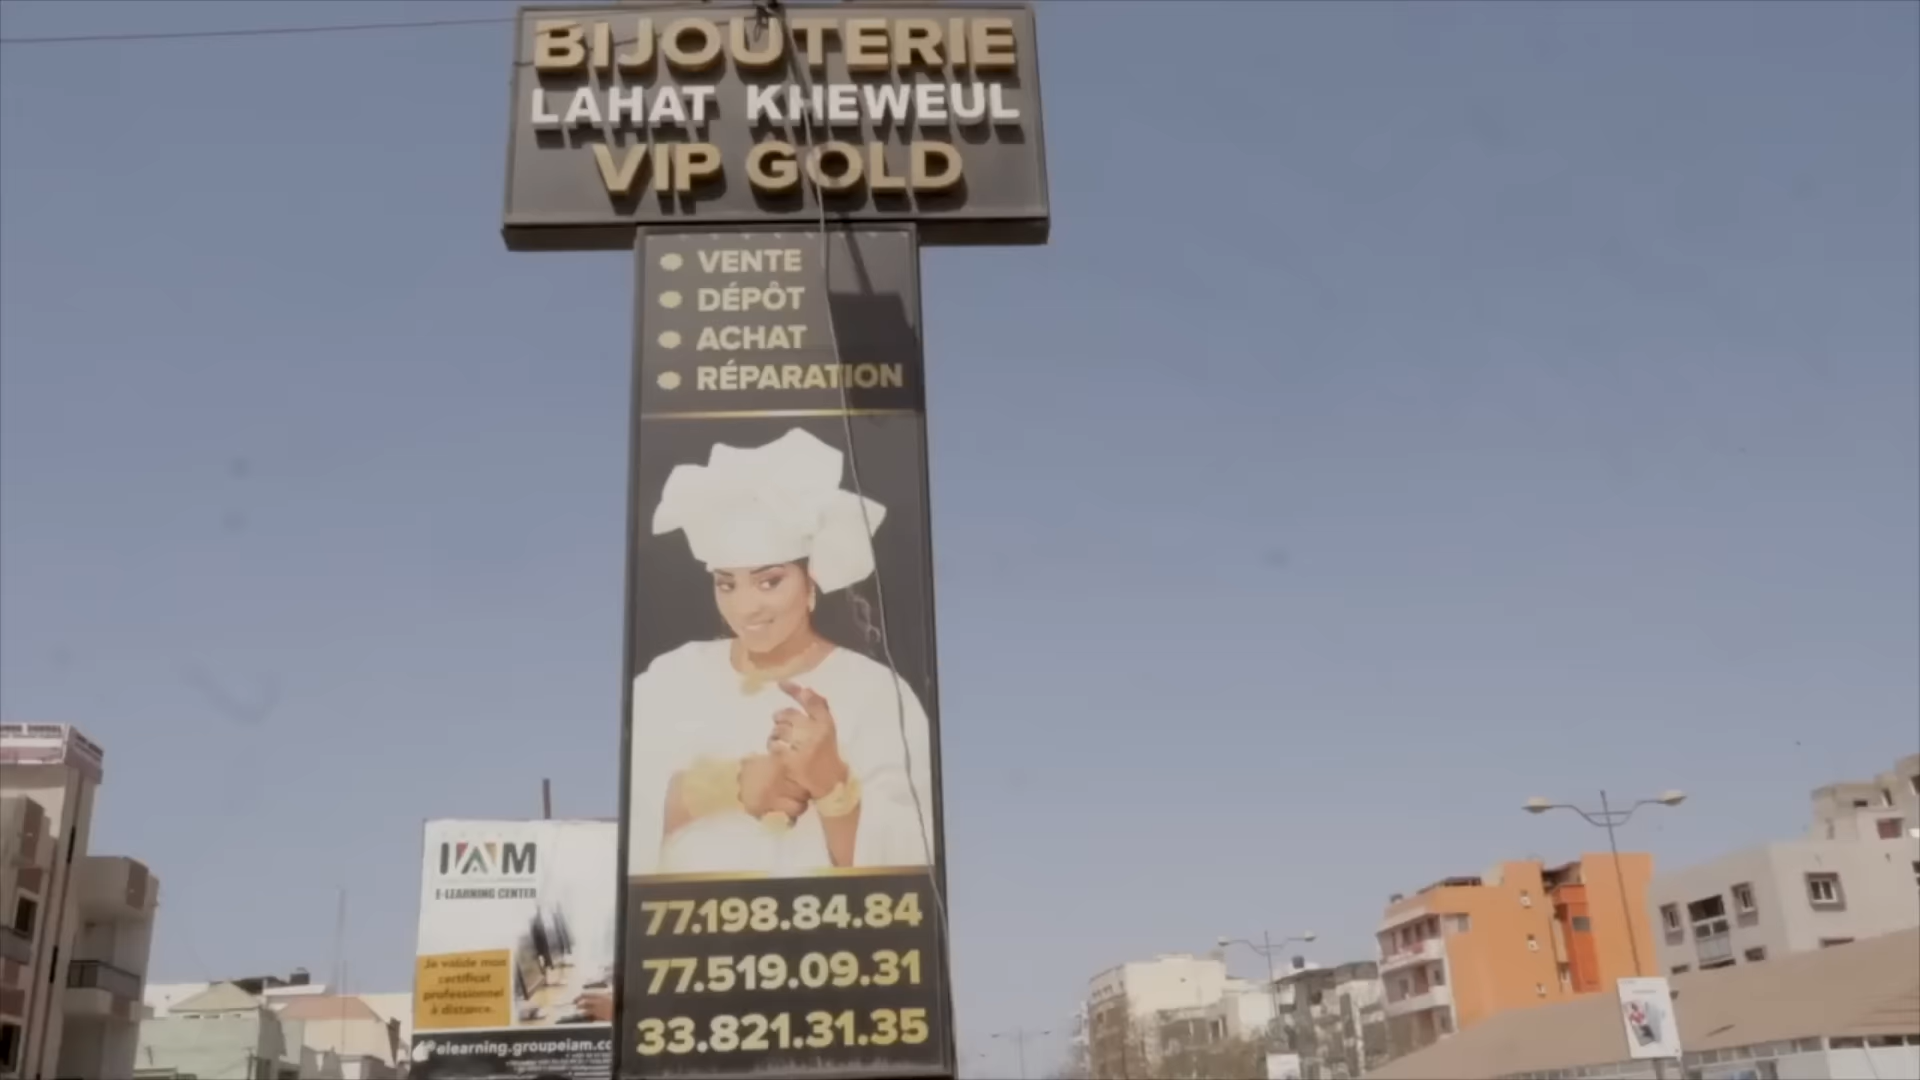 BIJOUTERIE
LAHAT KHEWEUL
VIP GOLD
VENTE
DÉPÔT
ACHAT
RÉPARATION
77.198.84.84
77.519.09.31
33.821.31.35
IAM
E-LEARNING CENTER
Je valide mon
certificat
professionnel
à distance.
elearning.groupeiam.co